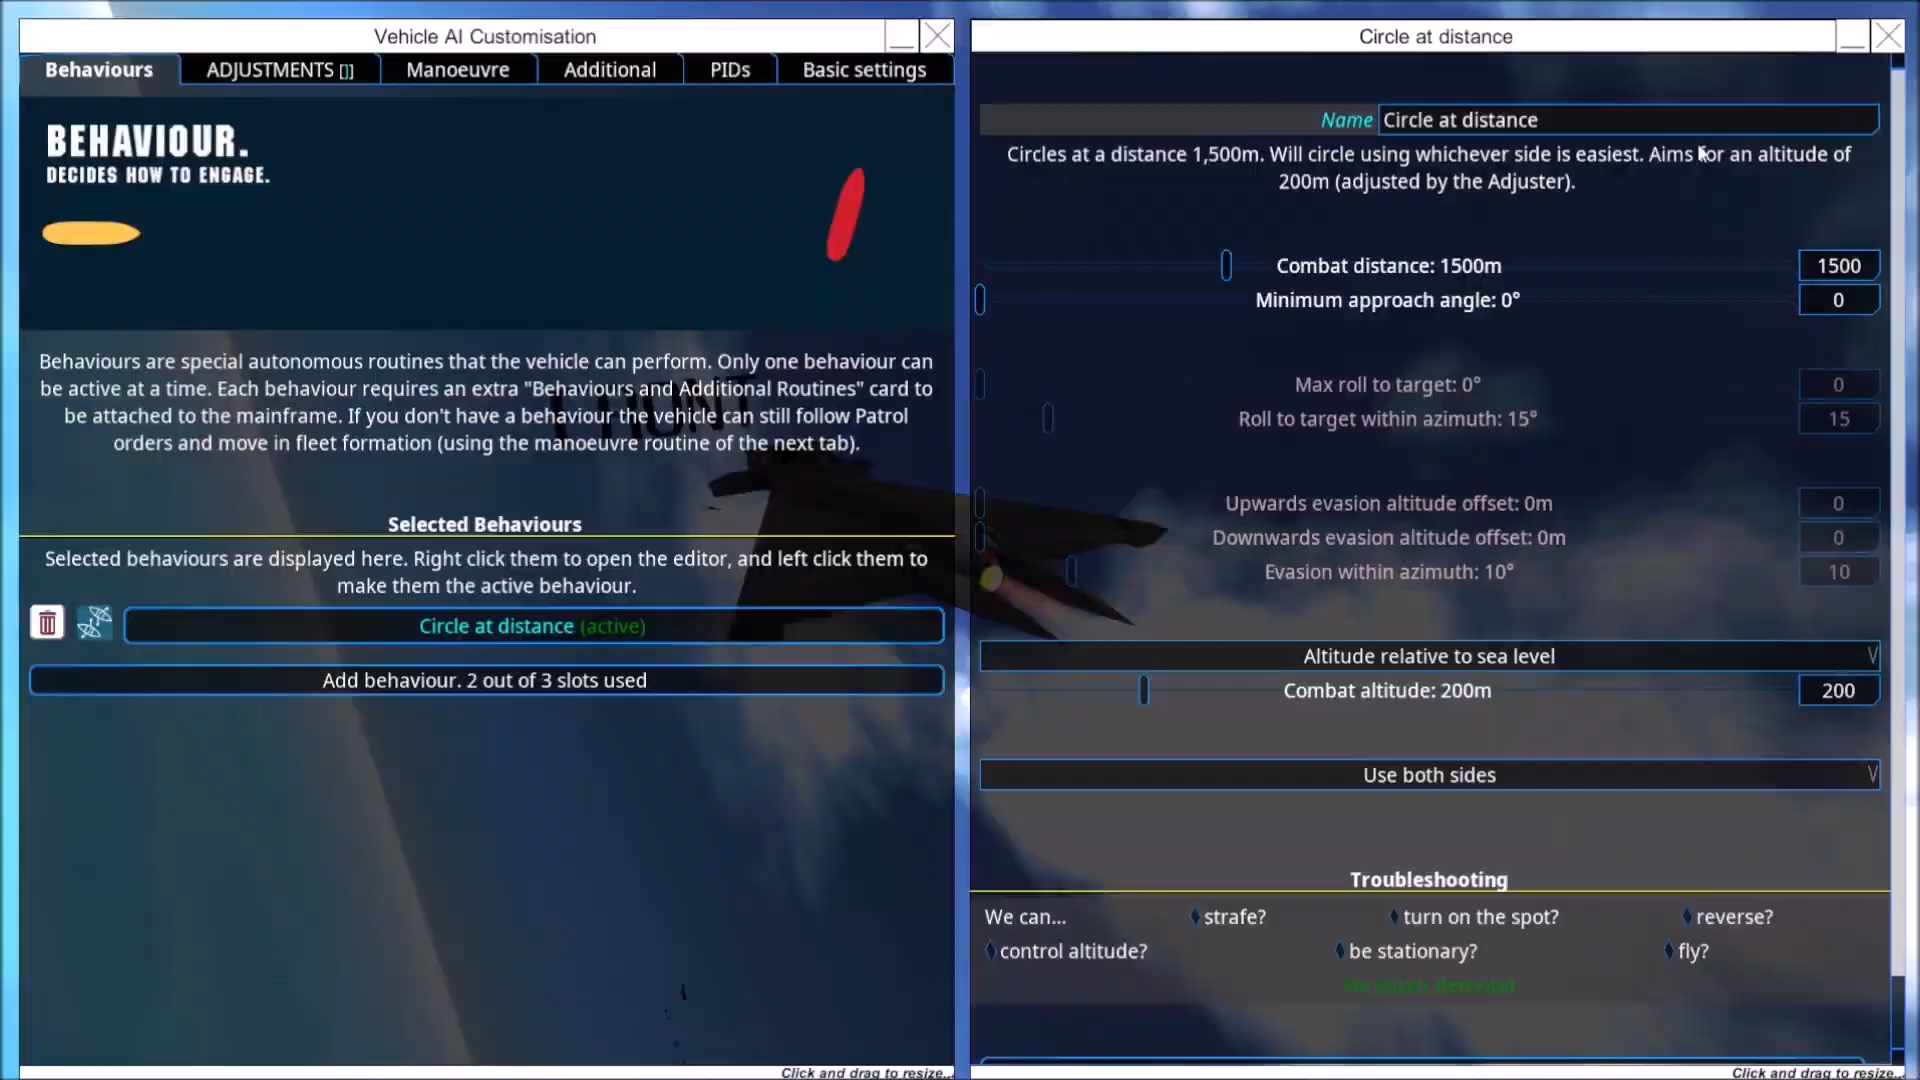 Vehicle AI Customisation
Behaviours
ADJUSTMENTS []
Manoeuvre
Additional
PIDs
Basic settings
BEHAVIOUR.
DECIDES HOW TO ENGAGE.
Behaviours are special autonomous routines that the vehicle can perform. Only one behaviour can
be active at a time. Each behaviour requires an extra "Behaviours and Additional Routines" card to
be attached to the mainframe. If you don't have a behaviour the vehicle can still follow Patrol
orders and move in fleet formation (using the manoeuvre routine of the next tab).
Selected Behaviours
Selected behaviours are displayed here. Right click them to open the editor, and left click them to
make them the active behaviour.
Circle at distance (active)
Add behaviour. 2 out of 3 slots used
Click and drag to resize...
Circle at distance
Name Circle at distance
Circles at a distance 1,500m. Will circle using whichever side is easiest. Aims for an altitude of
200m (adjusted by the Adjuster).
Combat distance: 1500m 1500
Minimum approach angle: 0° 0
Max roll to target: 0° 0
Roll to target within azimuth: 15° 15
Upwards evasion altitude offset: 0m 0
Downwards evasion altitude offset: 0m 0
Evasion within azimuth: 10° 10
Altitude relative to sea level V
Combat altitude: 200m 200
Use both sides V
Troubleshooting
We can... strafe? turn on the spot? reverse?
control altitude? be stationary? fly?
Click and drag to resize...